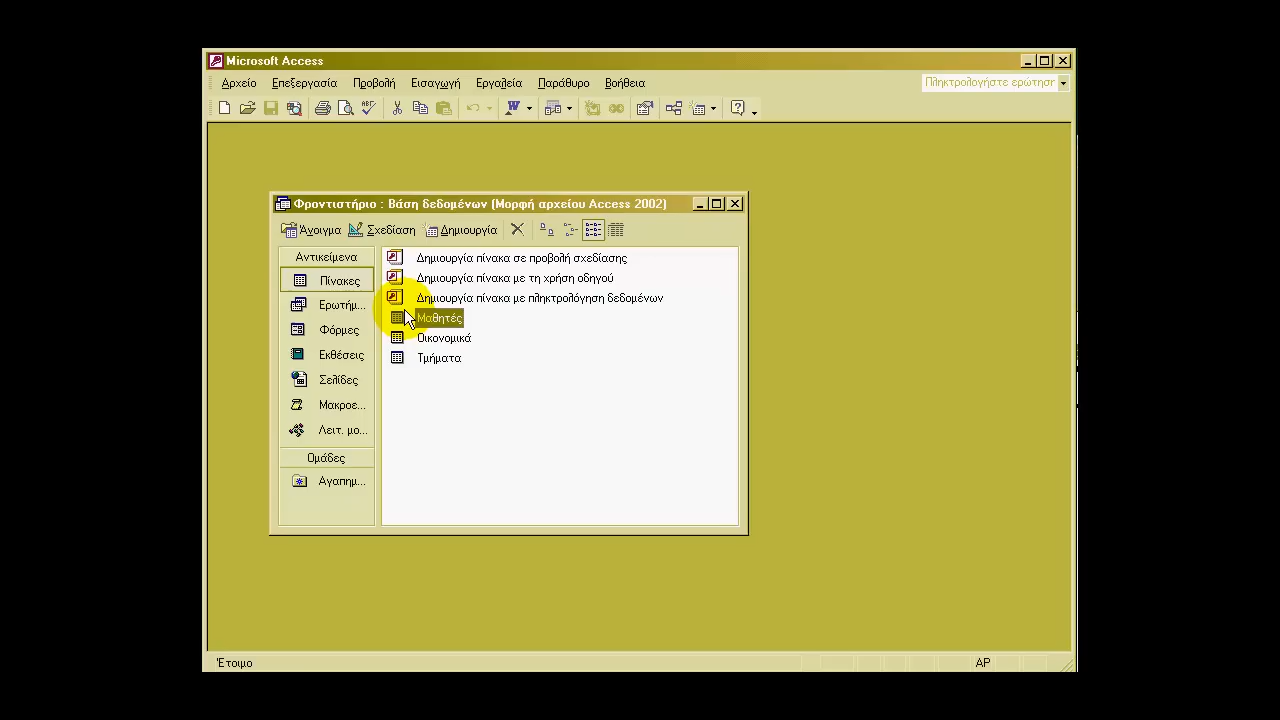 Microsoft Access
Αρχείο Επεξεργασία Προβολή Εισαγωγή Εργαλεία Παράθυρο Βοήθεια Πληκτρολογήστε ερώτηση
Φροντιστήριο : Βάση δεδομένων (Μορφή αρχείου Access 2002)
Άνοιγμα Σχεδίαση Δημιουργία
Αντικείμενα
Πίνακες
Ερωτήμ...
Φόρμες
Εκθέσεις
Σελίδες
Μακροε...
Λειτ. μο...
Ομάδες
Αγαπημ...
Δημιουργία πίνακα σε προβολή σχεδίασης
Δημιουργία πίνακα με τη χρήση οδηγού
Δημιουργία πίνακα με πληκτρολόγηση δεδομένων
Μαθητές
Οικονομικά
Τμήματα
Έτοιμο AP